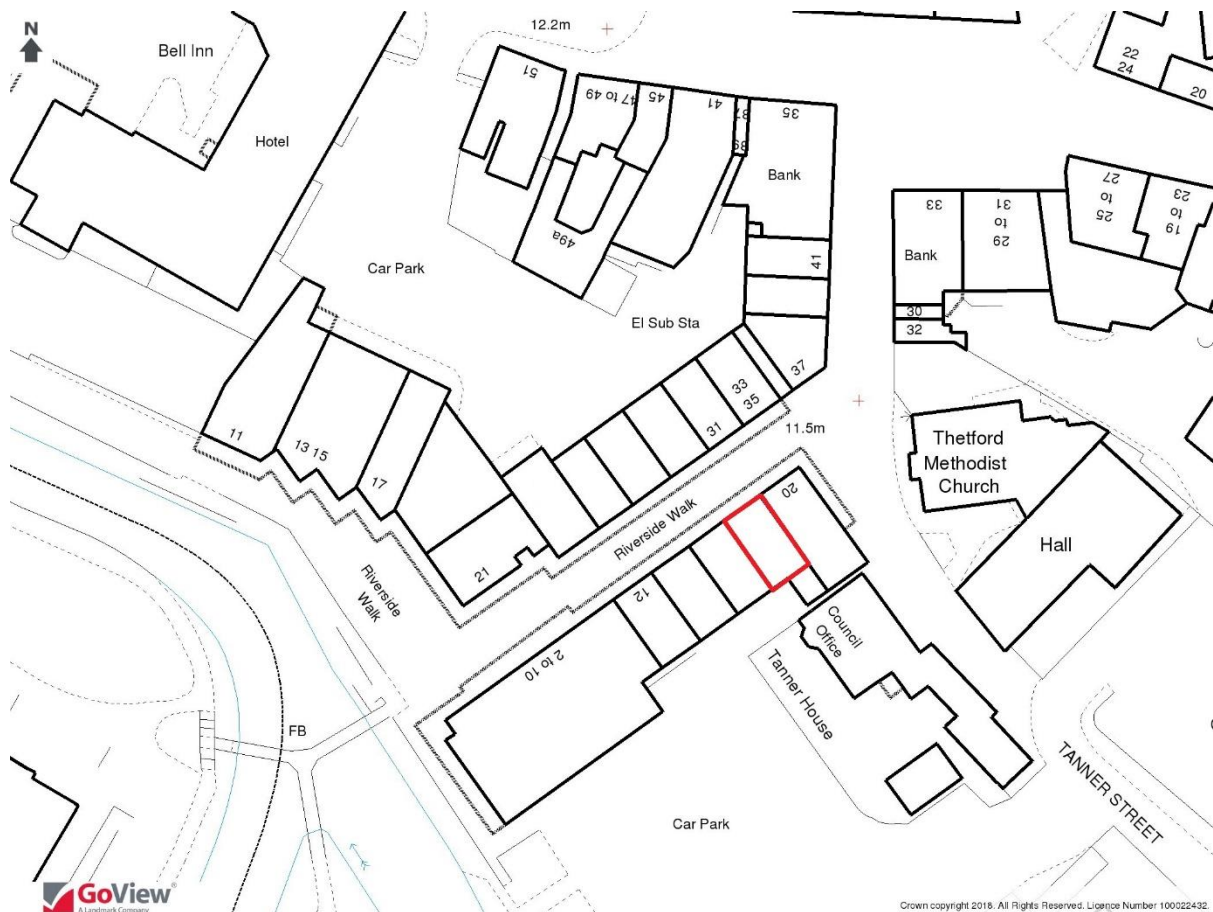 N
12.2m
Bell Inn
Hotel
51
47 to 49
45
41
37
39
35
Bank
22
24
20
27
to
25
23
to
19
33
Bank
31
to
29
49a
41
Car Park
El Sub Sta
30
32
37
33
35
31
11.5m
11
13 15
17
21
Thetford
Methodist
Church
Hall
Riverside Walk
20
Riverside
Walk
12
2 to 10
Council
Office
Tanner House
FB
TANNER STREET
Car Park
GoView
A Landmark Company
Crown copyright 2018. All Rights Reserved. Licence Number 100022432.